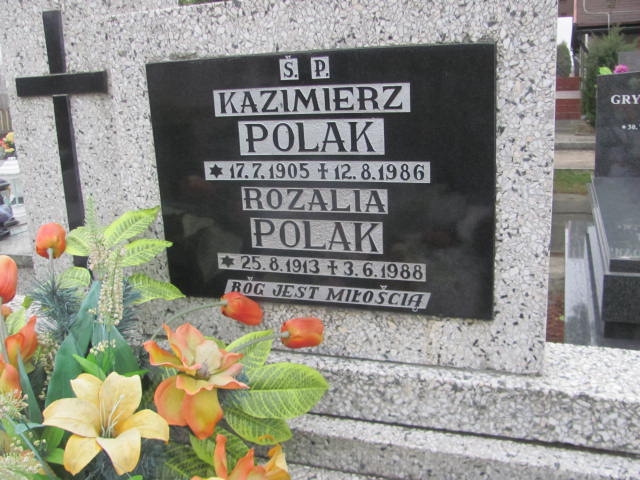 Ś. P.
KAZIMIERZ
POLAK
* 17.7.1905 + 12.8.1986
ROZALIA
POLAK
* 25.8.1913 + 3.6.1988
BÓG JEST MIŁOŚCIĄ
GRY